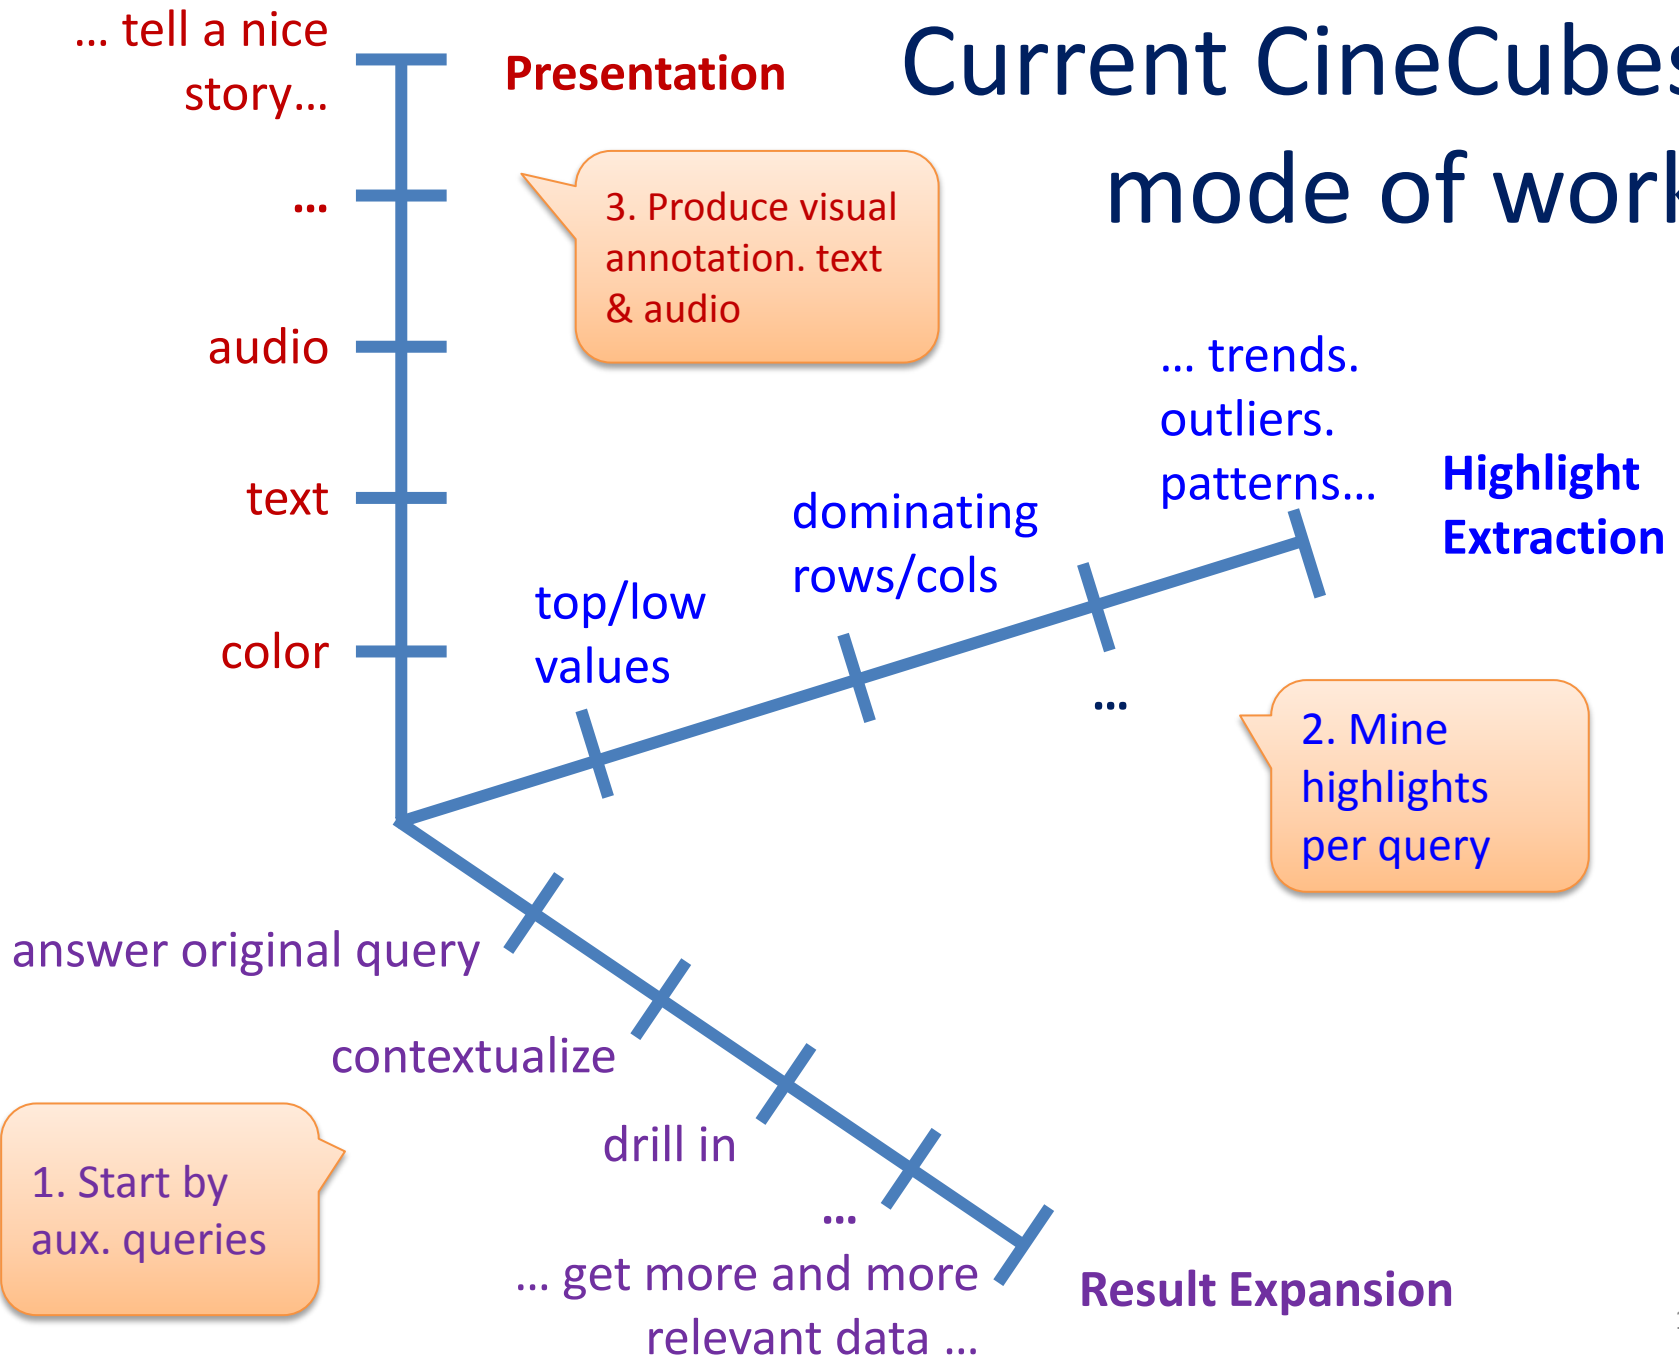 Current CineCubes
mode of work
... tell a nice
story...
Presentation
...
3. Produce visual
annotation. text
& audio
audio
text
color
... trends.
outliers.
patterns...
Highlight
Extraction
dominating
rows/cols
top/low
values
...
2. Mine
highlights
per query
answer original query
contextualize
drill in
...
... get more and more
relevant data ...
1. Start by
aux. queries
Result Expansion